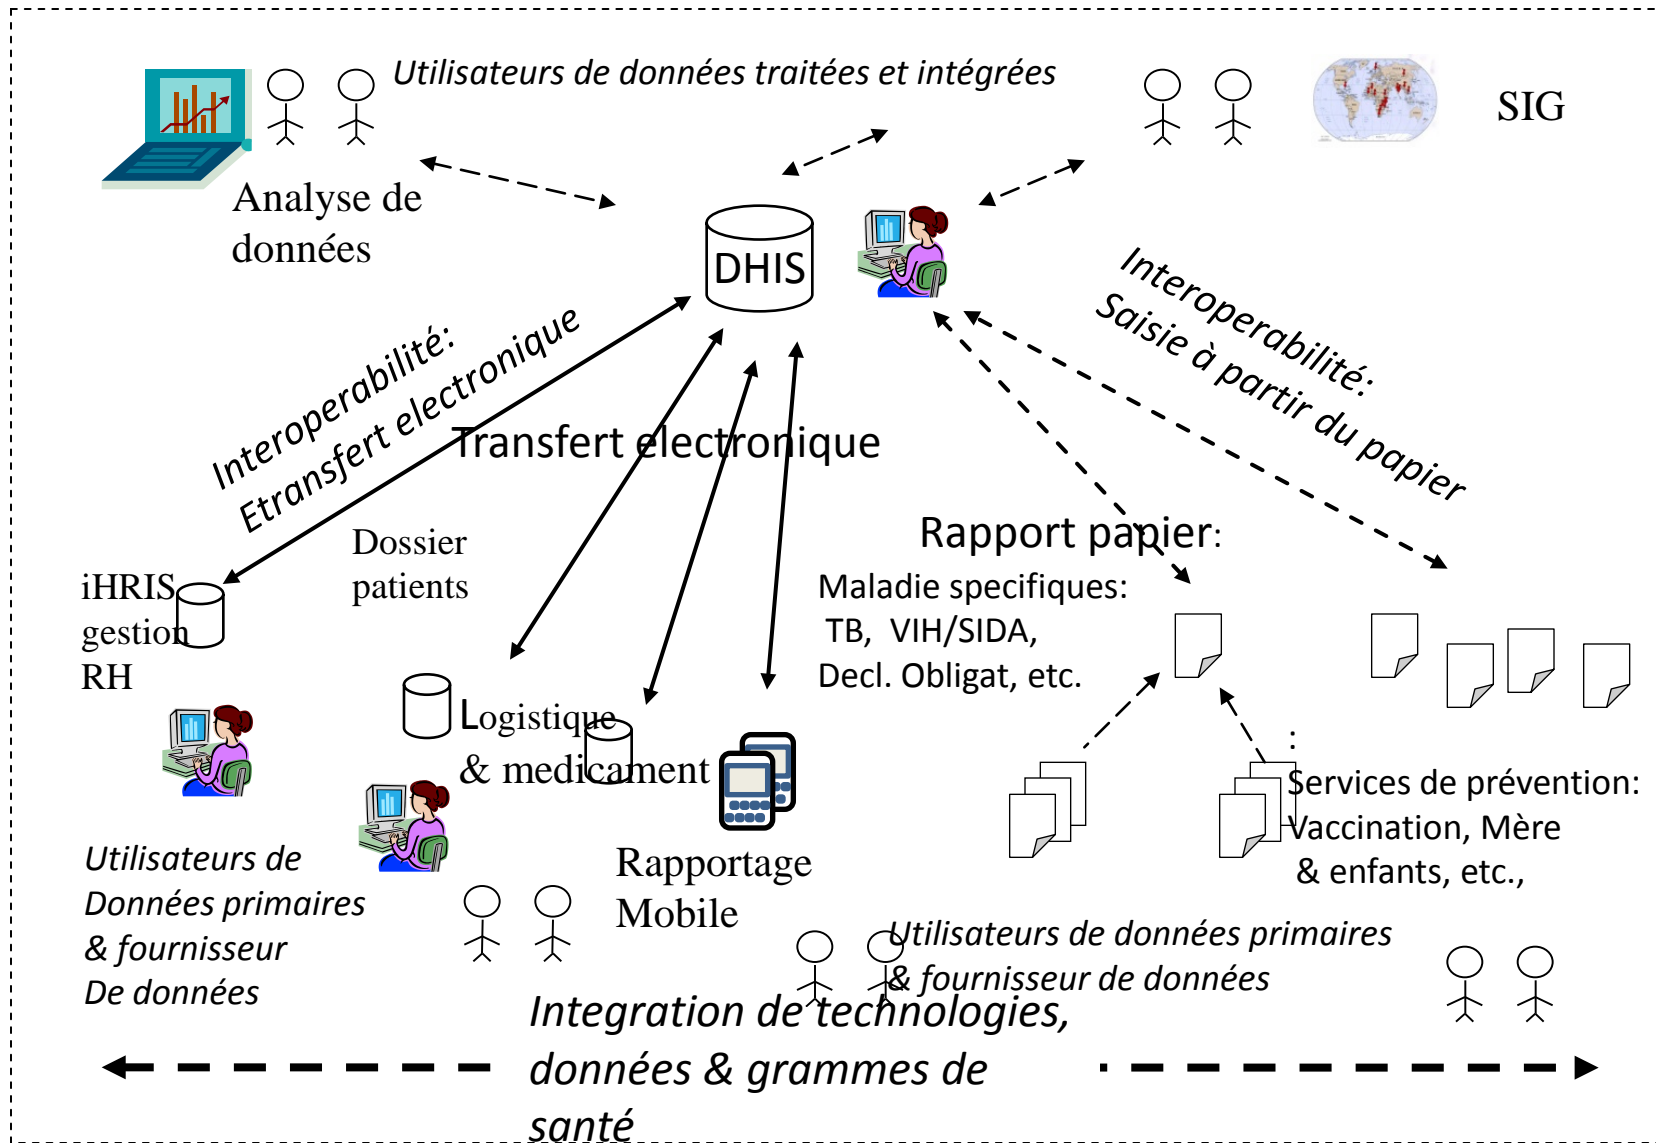 Utilisateurs de données traitées et intégrées
SIG
Analyse de
données
DHIS
Interoperabilité:
Etransfert electronique
Interoperabilité:
Saisie à partir du papier
Transfert electronique
Dossier
patients
Rapport papier:
iHRIS
gestion
RH
Maladie specifiques:
TB, VIH/SIDA,
Decl. Obligat, etc.
Logistique
& medicament
:
Services de prévention:
Vaccination, Mère
& enfants, etc.,
Rapportage
Mobile
Utilisateurs de
Données primaires
& fournisseur
De données
Utilisateurs de données primaires
& fournisseur de données
Integration de technologies,
données & grammes de
santé